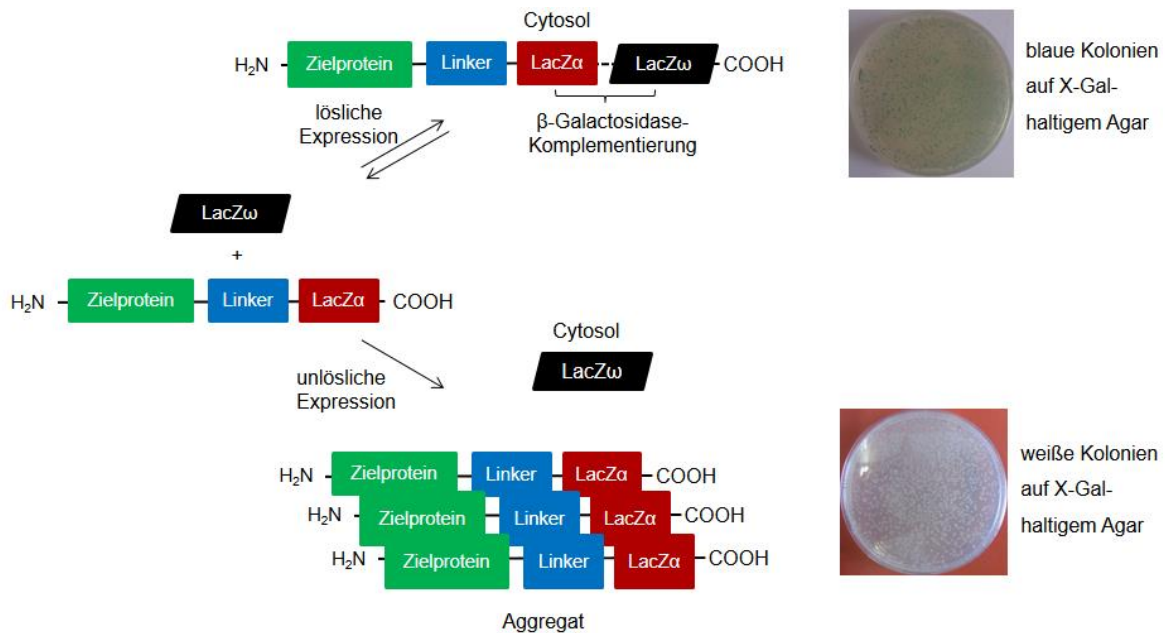 Cytosol
H₂N Zielprotein Linker LacZα LacZω COOH
blaue Kolonien
auf X-Gal-
haltigem Agar
lösliche
Expression
β-Galactosidase-
Komplementierung
LacZω
+
H₂N Zielprotein Linker LacZα COOH
Cytosol
LacZω
unlösliche
Expression
H₂N Zielprotein Linker LacZα COOH
H₂N Zielprotein Linker LacZα COOH
H₂N Zielprotein Linker LacZα COOH
weiße Kolonien
auf X-Gal-
haltigem Agar
Aggregat